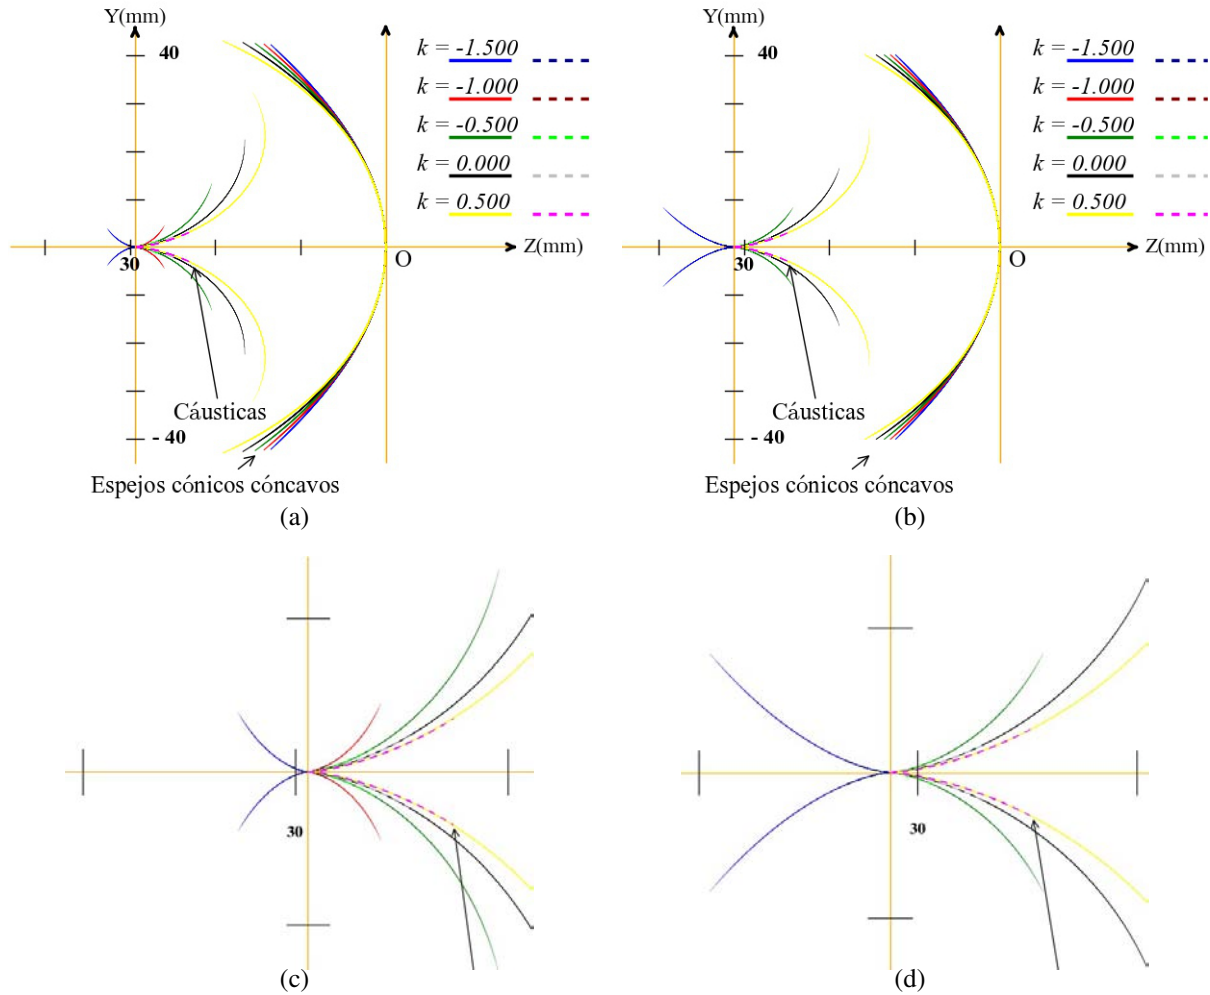 Y(mm)
40
k = -1.500
k = -1.000
k = -0.500
k = 0.000
k = 0.500
Z(mm)
30
O
Cáusticas
- 40
Espejos cónicos cóncavos
(a)
Y(mm)
40
k = -1.500
k = -1.000
k = -0.500
k = 0.000
k = 0.500
Z(mm)
30
O
Cáusticas
- 40
Espejos cónicos cóncavos
(b)
30
(c)
30
(d)